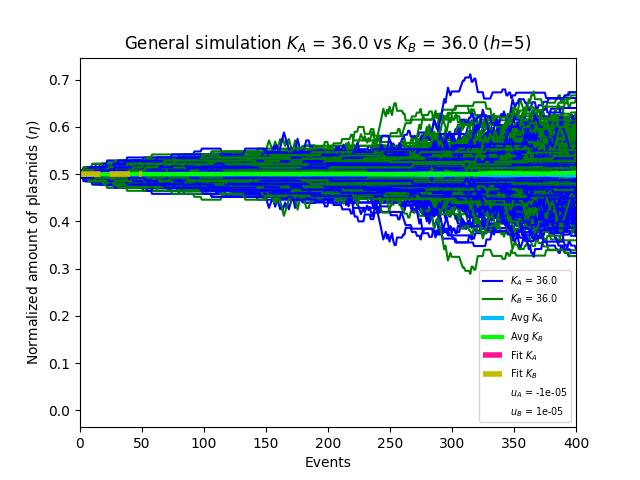 General simulation K_A = 36.0 vs K_B = 36.0 (h=5)
Normalized amount of plasmids (η)
0.7
0.6
0.5
0.4
0.3
0.2
0.1
0.0
K_A = 36.0
K_B = 36.0
Avg K_A
Avg K_B
Fit K_A
Fit K_B
u_A = -1e-05
u_B = 1e-05
0 50 100 150 200 250 300 350 400
Events